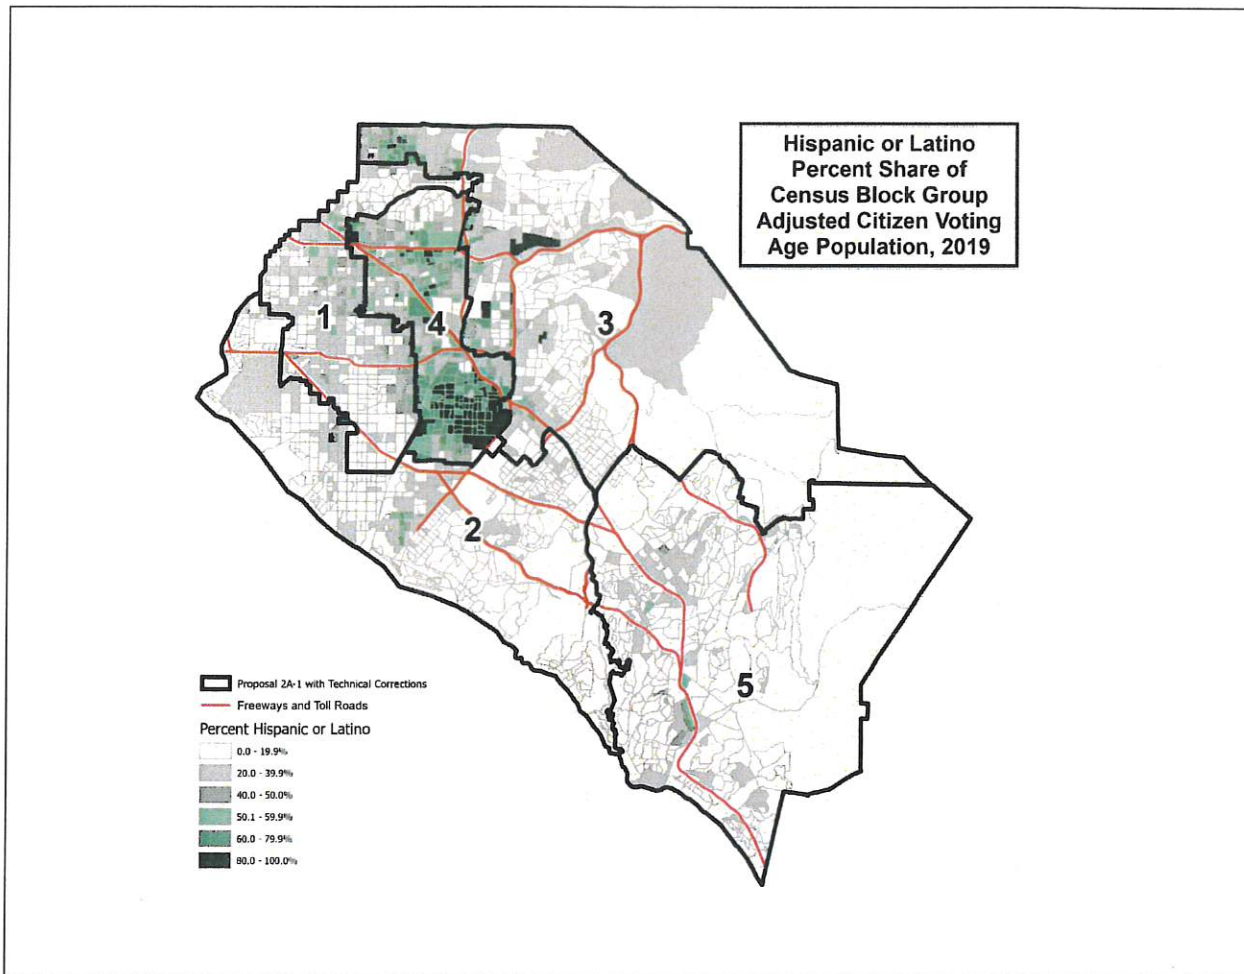 Hispanic or Latino
Percent Share of
Census Block Group
Adjusted Citizen Voting
Age Population, 2019
1
4
3
2
5
Proposal 2A-1 with Technical Corrections
Freeways and Toll Roads
Percent Hispanic or Latino
0.0 - 19.9%
20.0 - 39.9%
40.0 - 50.0%
50.1 - 59.9%
60.0 - 79.9%
80.0 - 100.0%